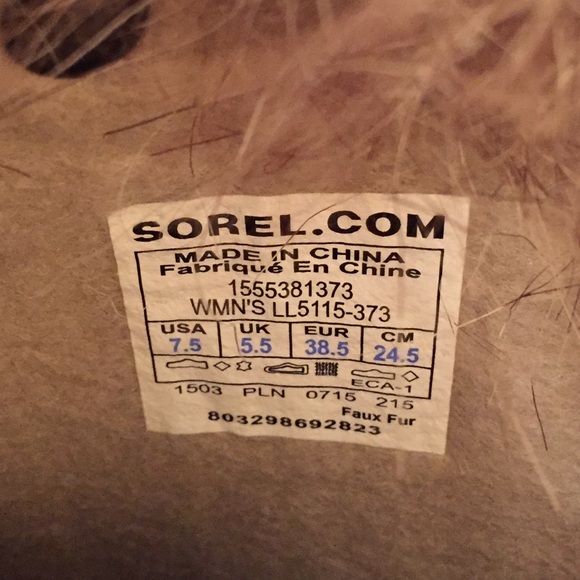 SOREL.COM
MADE IN CHINA
Fabriqué En Chine
1555381373
WMN'S LL5115-373
USA UK EUR CM
7.5 5.5 38.5 24.5
ECA-1
1503 PLN 0715 215
Faux Fur
803298692823